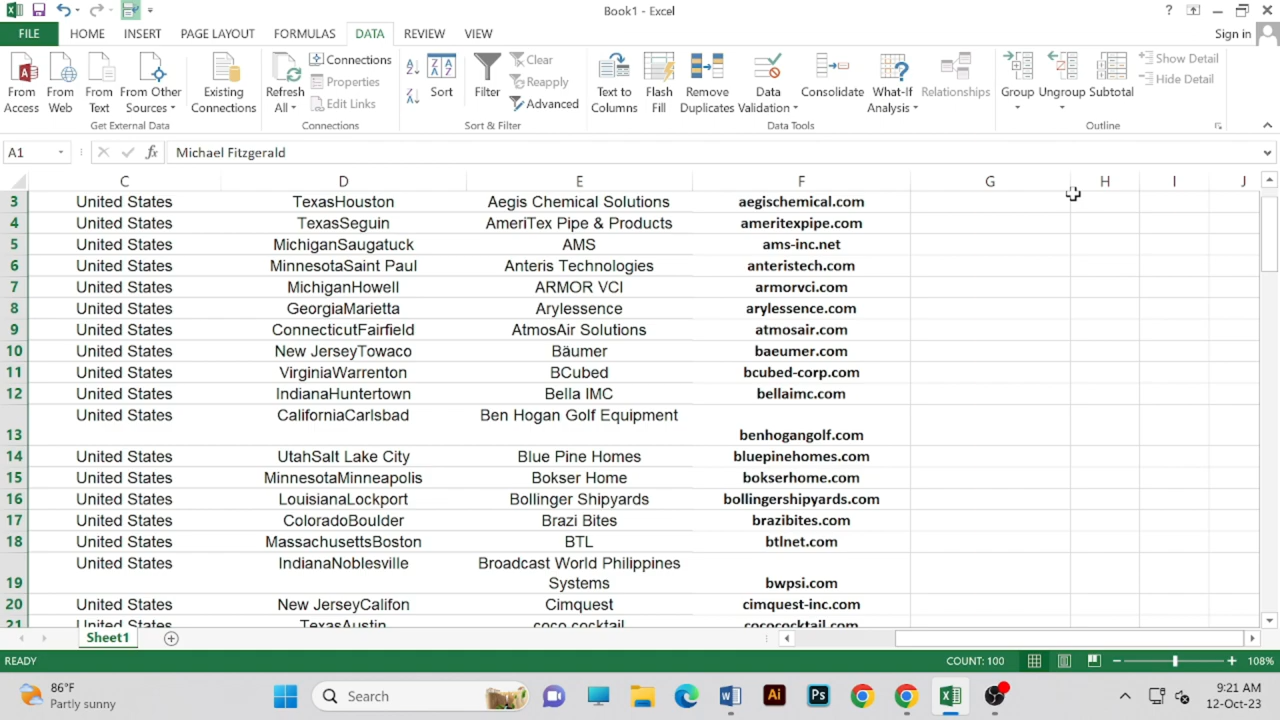 Book1 - Excel
? 
FILE HOME INSERT PAGE LAYOUT FORMULAS DATA REVIEW VIEW Sign in
From Access
From Web
From Text
From Other Sources
Existing Connections
Get External Data
Refresh All
Connections
Properties
Edit Links
Connections
Sort
Filter
Clear
Reapply
Advanced
Sort & Filter
Text to Columns
Flash Fill
Remove Duplicates
Data Validation
Consolidate
What-If Analysis
Relationships
Data Tools
Group
Ungroup
Subtotal
Show Detail
Hide Detail
Outline
A1 fx Michael Fitzgerald
C D E F G H I J
3 United States TexasHouston Aegis Chemical Solutions aegischemical.com
4 United States TexasSeguin AmeriTex Pipe & Products ameritexpipe.com
5 United States MichiganSaugatuck AMS ams-inc.net
6 United States MinnesotaSaint Paul Anteris Technologies anteristech.com
7 United States MichiganHowell ARMOR VCI armorvci.com
8 United States GeorgiaMarietta Arylessence arylessence.com
9 United States ConnecticutFairfield AtmosAir Solutions atmosair.com
10 United States New JerseyTowaco Bäumer baeumer.com
11 United States VirginiaWarrenton BCubed bcubed-corp.com
12 United States IndianaHuntertown Bella IMC bellaimc.com
United States CaliforniaCarlsbad Ben Hogan Golf Equipment
13 benhogangolf.com
14 United States UtahSalt Lake City Blue Pine Homes bluepinehomes.com
15 United States MinnesotaMinneapolis Bokser Home bokserhome.com
16 United States LouisianaLockport Bollinger Shipyards bollingershipyards.com
17 United States ColoradoBoulder Brazi Bites brazibites.com
18 United States MassachusettsBoston BTL btlnet.com
United States IndianaNoblesville Broadcast World Philippines
19 Systems bwpsi.com
20 United States New JerseyCalifon Cimquest cimquest-inc.com
21 United States TexasAustin coco cocktail cocococktail.com
Sheet1
READY COUNT: 100 108%
86°F
Partly sunny
Search
Ai Ps
9:21 AM
12-Oct-23